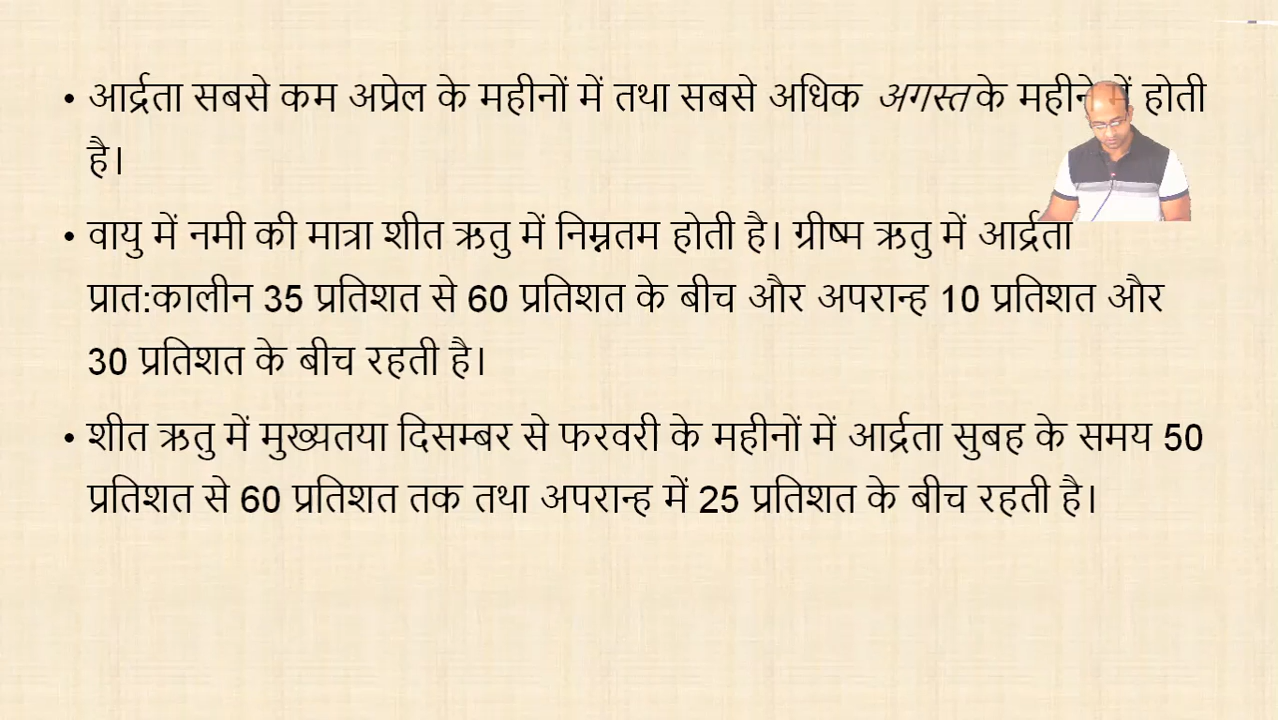 • आर्द्रता सबसे कम अप्रेल के महीनों में तथा सबसे अधिक अगस्त के महीने में होती
है।
• वायु में नमी की मात्रा शीत ऋतु में निम्नतम होती है। ग्रीष्म ऋतु में आर्द्रता
प्रात:कालीन 35 प्रतिशत से 60 प्रतिशत के बीच और अपरान्ह 10 प्रतिशत और
30 प्रतिशत के बीच रहती है।
• शीत ऋतु में मुख्यतया दिसम्बर से फरवरी के महीनों में आर्द्रता सुबह के समय 50
प्रतिशत से 60 प्रतिशत तक तथा अपरान्ह में 25 प्रतिशत के बीच रहती है।